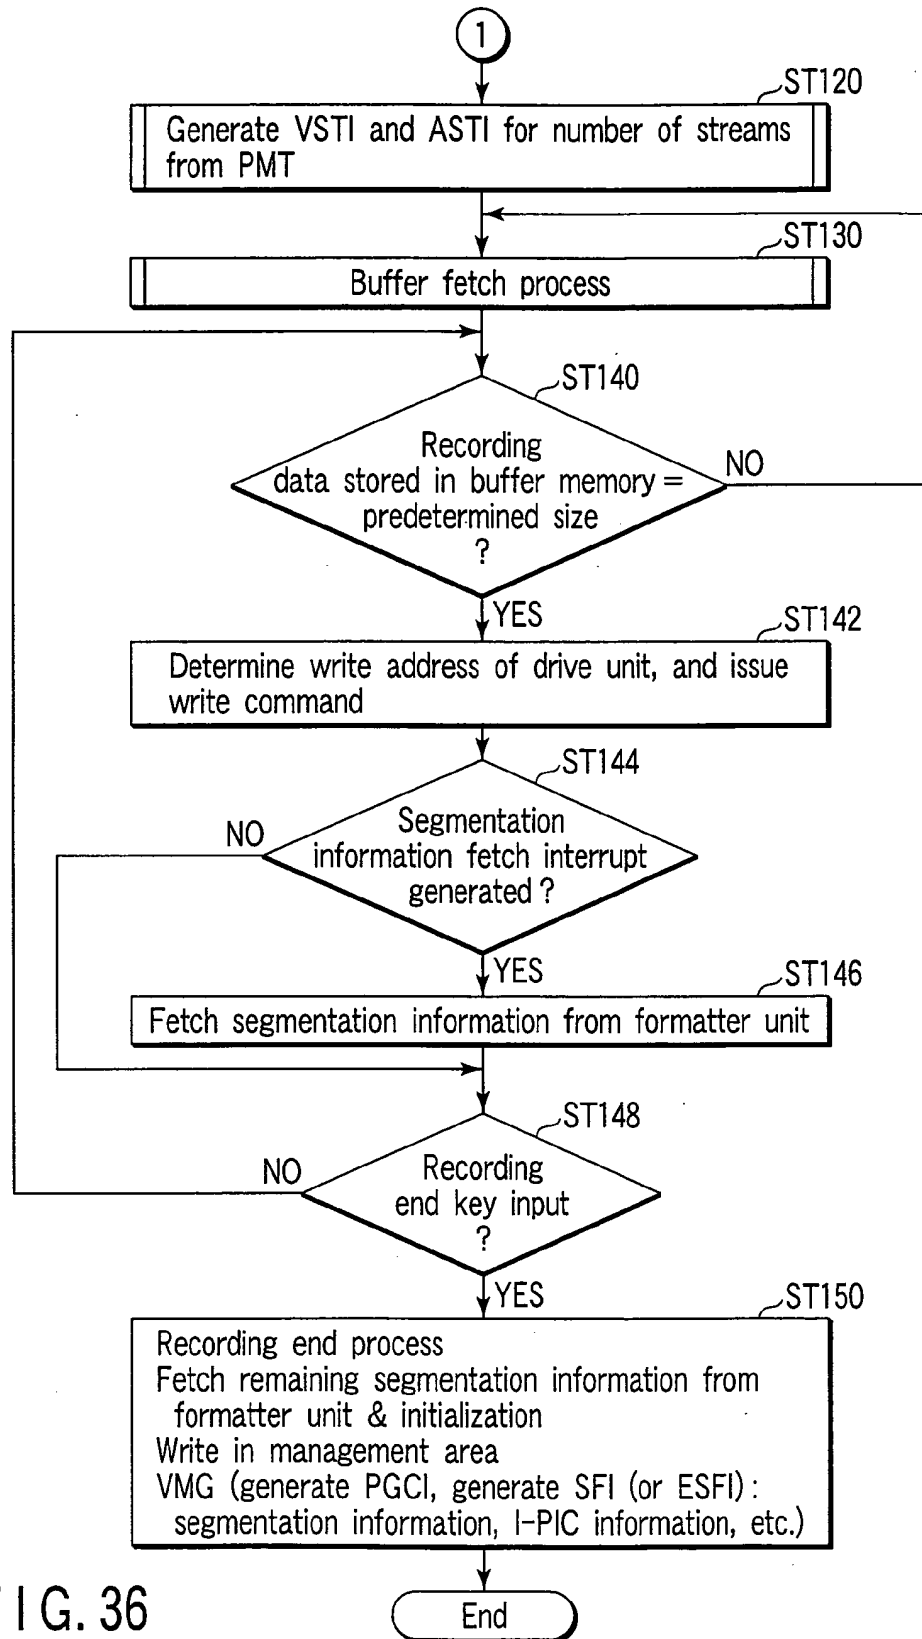 1
ST120
Generate VSTI and ASTI for number of streams
from PMT
ST130
Buffer fetch process
ST140
Recording
data stored in buffer memory =
predetermined size
?
NO
YES
ST142
Determine write address of drive unit, and issue
write command
ST144
Segmentation
information fetch interrupt
generated ?
NO
YES
ST146
Fetch segmentation information from formatter unit
ST148
Recording
end key input
?
NO
YES
ST150
Recording end process
Fetch remaining segmentation information from
formatter unit & initialization
Write in management area
VMG (generate PGCI, generate SFI (or ESFI) :
segmentation information, I-PIC information, etc.)
End
IG. 36